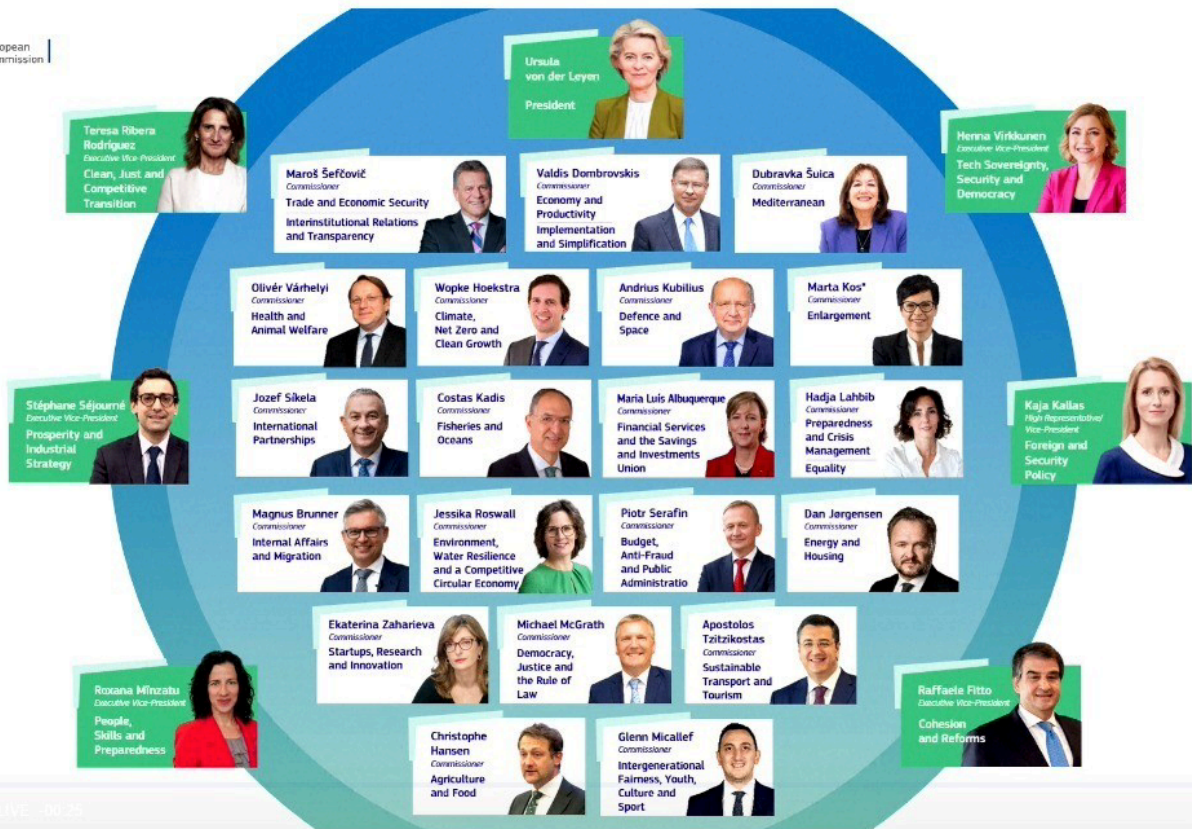 Ursula
von der Leyen
President
Teresa Ribera
Rodríguez
Executive Vice-President
Clean, Just and
Competitive
Transition
Maroš Šefčovič
Commissioner
Trade and Economic Security
Interinstitutional Relations
and Transparency
Valdis Dombrovskis
Commissioner
Economy and
Productivity
Implementation
and Simplification
Dubravka Šuica
Commissioner
Mediterranean
Henna Virkkunen
Executive Vice-President
Tech Sovereignty,
Security and
Democracy
Olivér Várhelyi
Commissioner
Health and
Animal Welfare
Wopke Hoekstra
Commissioner
Climate,
Net Zero and
Clean Growth
Andrius Kubilius
Commissioner
Defence and
Space
Marta Kos*
Commissioner
Enlargement
Stéphane Séjourné
Executive Vice-President
Prosperity and
Industrial
Strategy
Jozef Síkela
Commissioner
International
Partnerships
Costas Kadis
Commissioner
Fisheries and
Oceans
Maria Luís Albuquerque
Commissioner
Financial Services
and the Savings
and Investments
Union
Hadja Lahbib
Commissioner
Preparedness
and Crisis
Management
Equality
Kaja Kallas
High Representative/
Vice-President
Foreign and
Security
Policy
Magnus Brunner
Commissioner
Internal Affairs
and Migration
Jessika Roswall
Commissioner
Environment,
Water Resilience
and a Competitive
Circular Economy
Piotr Serafin
Commissioner
Budget,
Anti-Fraud
and Public
Administratio
Dan Jørgensen
Commissioner
Energy and
Housing
Ekaterina Zaharieva
Commissioner
Startups, Research
and Innovation
Michael McGrath
Commissioner
Democracy,
Justice and
the Rule of
Law
Apostolos
Tzitzikostas
Commissioner
Sustainable
Transport and
Tourism
Roxana Mînzatu
Executive Vice-President
People,
Skills and
Preparedness
Raffaele Fitto
Executive Vice-President
Cohesion
and Reforms
Christophe
Hansen
Commissioner
Agriculture
and Food
Glenn Micallef
Commissioner
Intergenerational
Fairness, Youth,
Culture and
Sport
LIVE -00:25